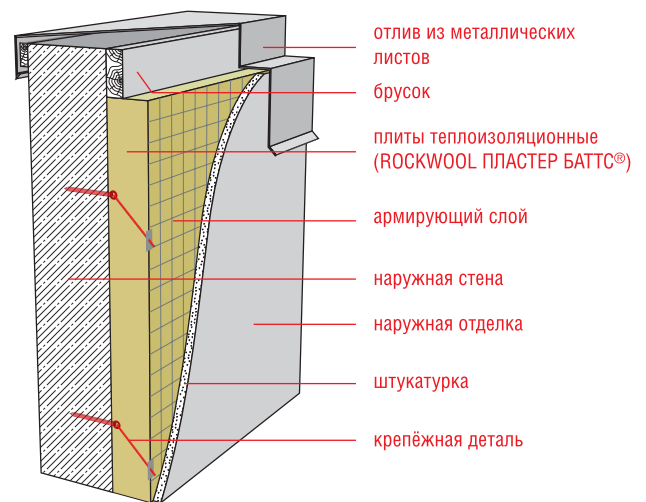 отлив из металлических
листов
брусок
плиты теплоизоляционные
(ROCKWOOL ПЛАСТЕР БАТТС®)
армирующий слой
наружная стена
наружная отделка
штукатурка
крепёжная деталь